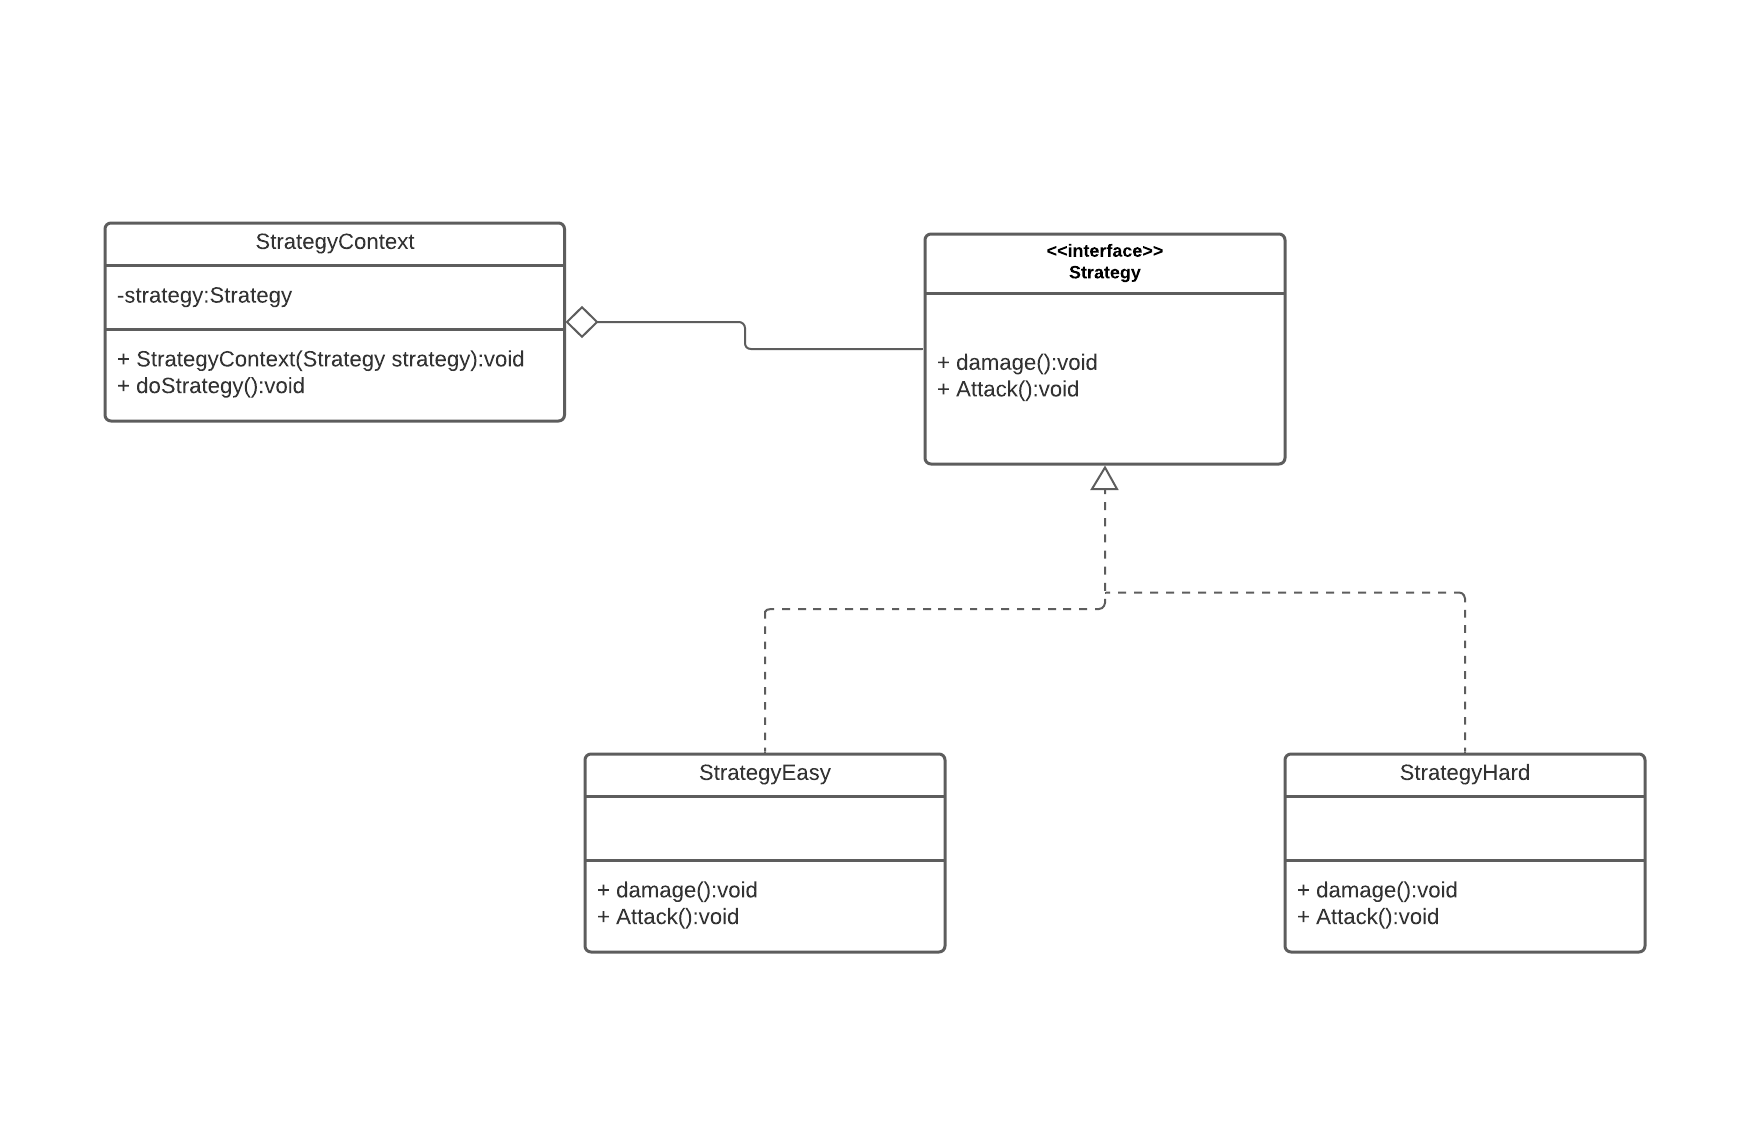 StrategyContext
-strategy:Strategy
+ StrategyContext(Strategy strategy):void
+ doStrategy():void
<<interface>>
Strategy
+ damage():void
+ Attack():void
StrategyEasy
+ damage():void
+ Attack():void
StrategyHard
+ damage():void
+ Attack():void